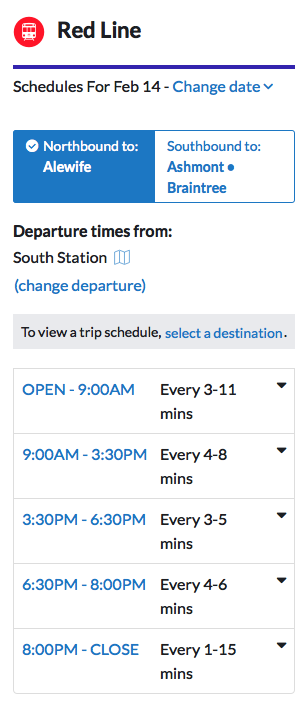 Red Line
Schedules For Feb 14 - Change date
Northbound to:
Alewife
Southbound to:
Ashmont •
Braintree
Departure times from:
South Station
(change departure)
To view a trip schedule, select a destination.
OPEN - 9:00AM Every 3-11
mins
9:00AM - 3:30PM Every 4-8
mins
3:30PM - 6:30PM Every 3-5
mins
6:30PM - 8:00PM Every 4-6
mins
8:00PM - CLOSE Every 1-15
mins